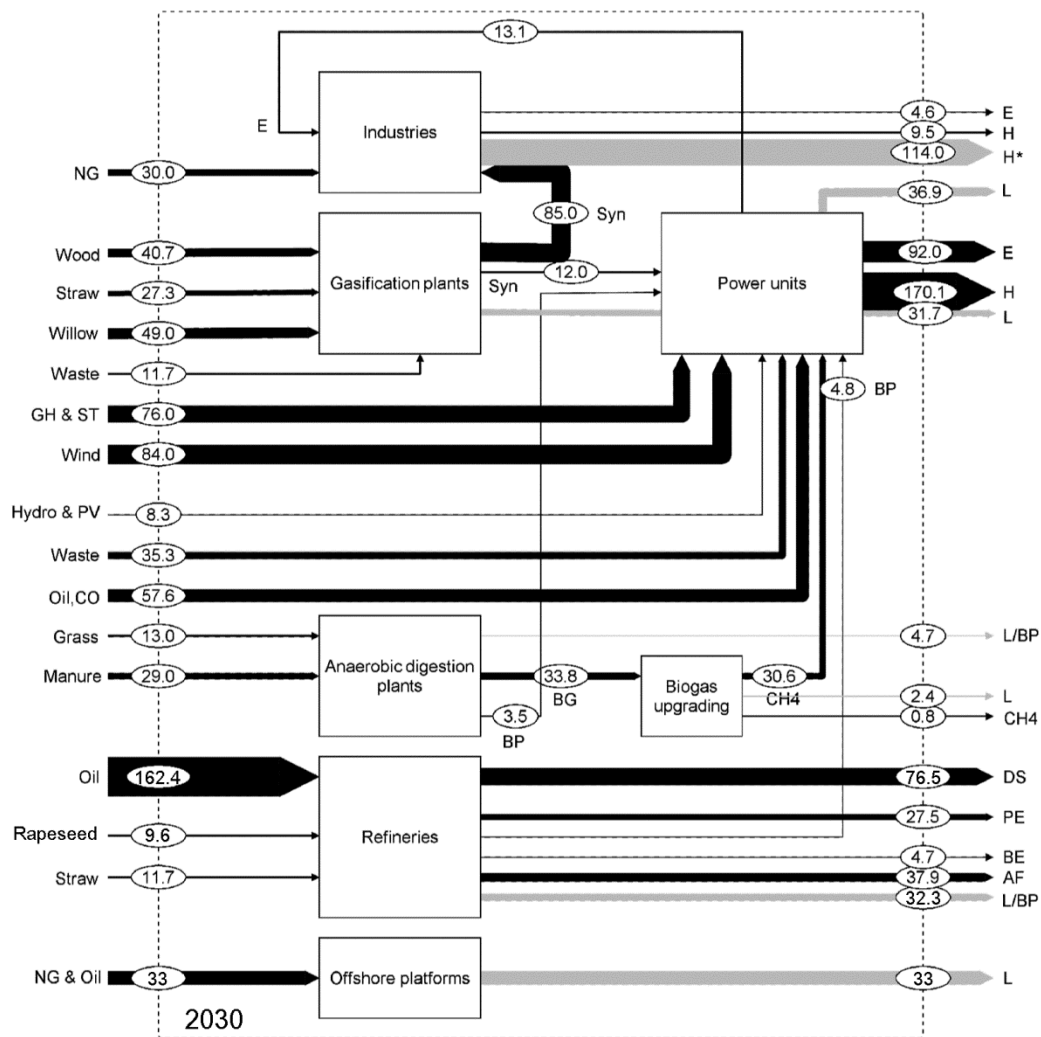 13.1
4.6 E
E Industries 9.5 H
114.0 H*
NG 30.0
36.9 L
85.0 Syn
Wood 40.7 92.0 E
12.0
Straw 27.3 Gasification plants Syn Power units 170.1 H
31.7 L
Willow 49.0
Waste 11.7
4.8 BP
GH & ST 76.0
Wind 84.0
Hydro & PV 8.3
Waste 35.3
Oil,CO 57.6
Grass 13.0 4.7 L/BP
Manure 29.0 Anaerobic digestion
plants 33.8 30.6
BG Biogas
upgrading CH4 2.4 L
3.5 0.8 CH4
BP
Oil 162.4 76.5 DS
27.5 PE
Rapeseed 9.6 Refineries
4.7 BE
Straw 11.7 37.9 AF
32.3 L/BP
NG & Oil 33 Offshore platforms 33 L
2030